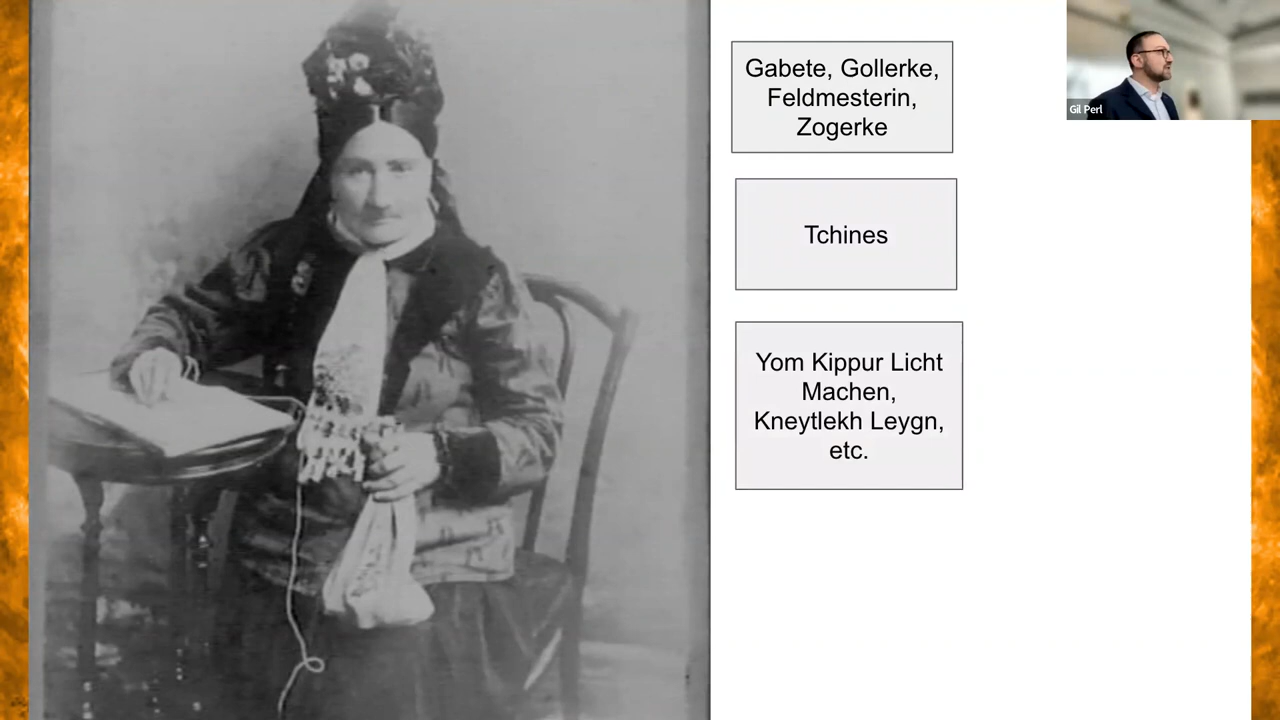 Gabete, Gollerke,
Feldmesterin,
Zogerke
Tchines
Yom Kippur Licht
Machen,
Kneytlekh Leygn,
etc.
Gil Perl